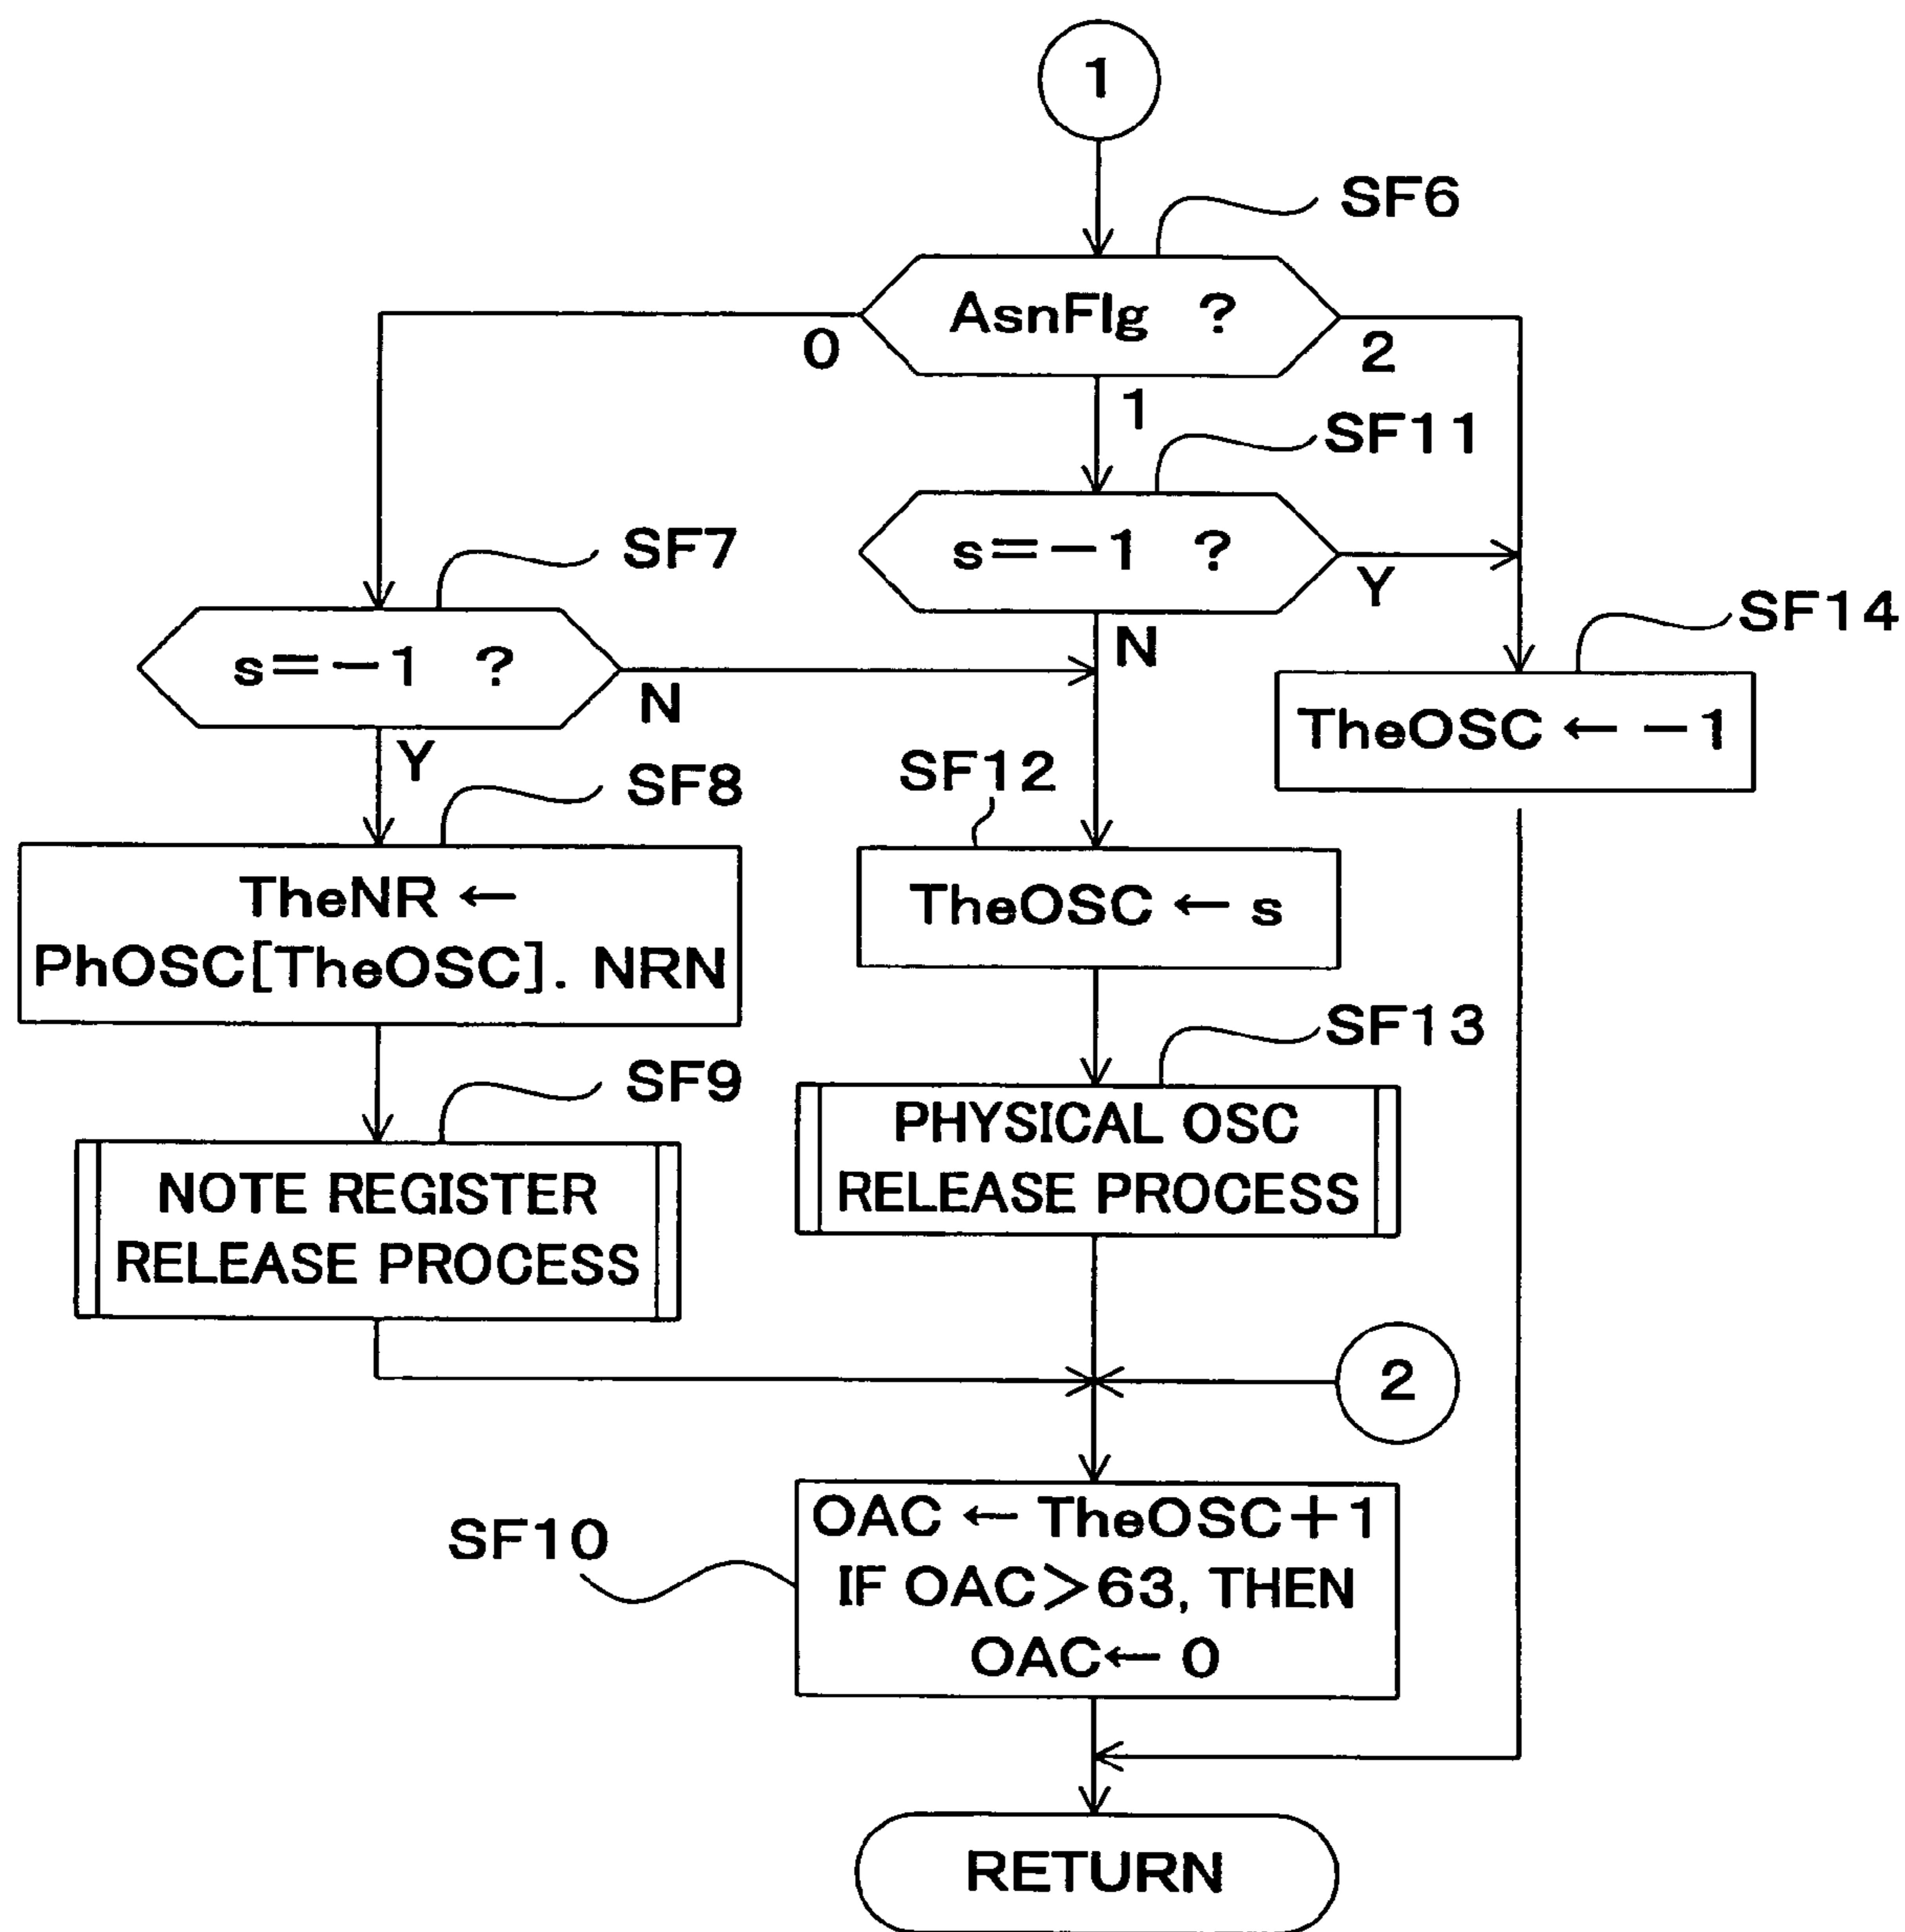 1
SF6
AsnFlg ?
0
2
1
SF11
s=-1 ?
Y
N
SF7
s=-1 ?
N
Y
SF14
TheOSC ← -1
SF8
TheNR ←
PhOSC[TheOSC]. NRN
SF12
TheOSC ← s
SF9
NOTE REGISTER
RELEASE PROCESS
SF13
PHYSICAL OSC
RELEASE PROCESS
2
SF10
OAC ← TheOSC+1
IF OAC>63, THEN
OAC← 0
RETURN